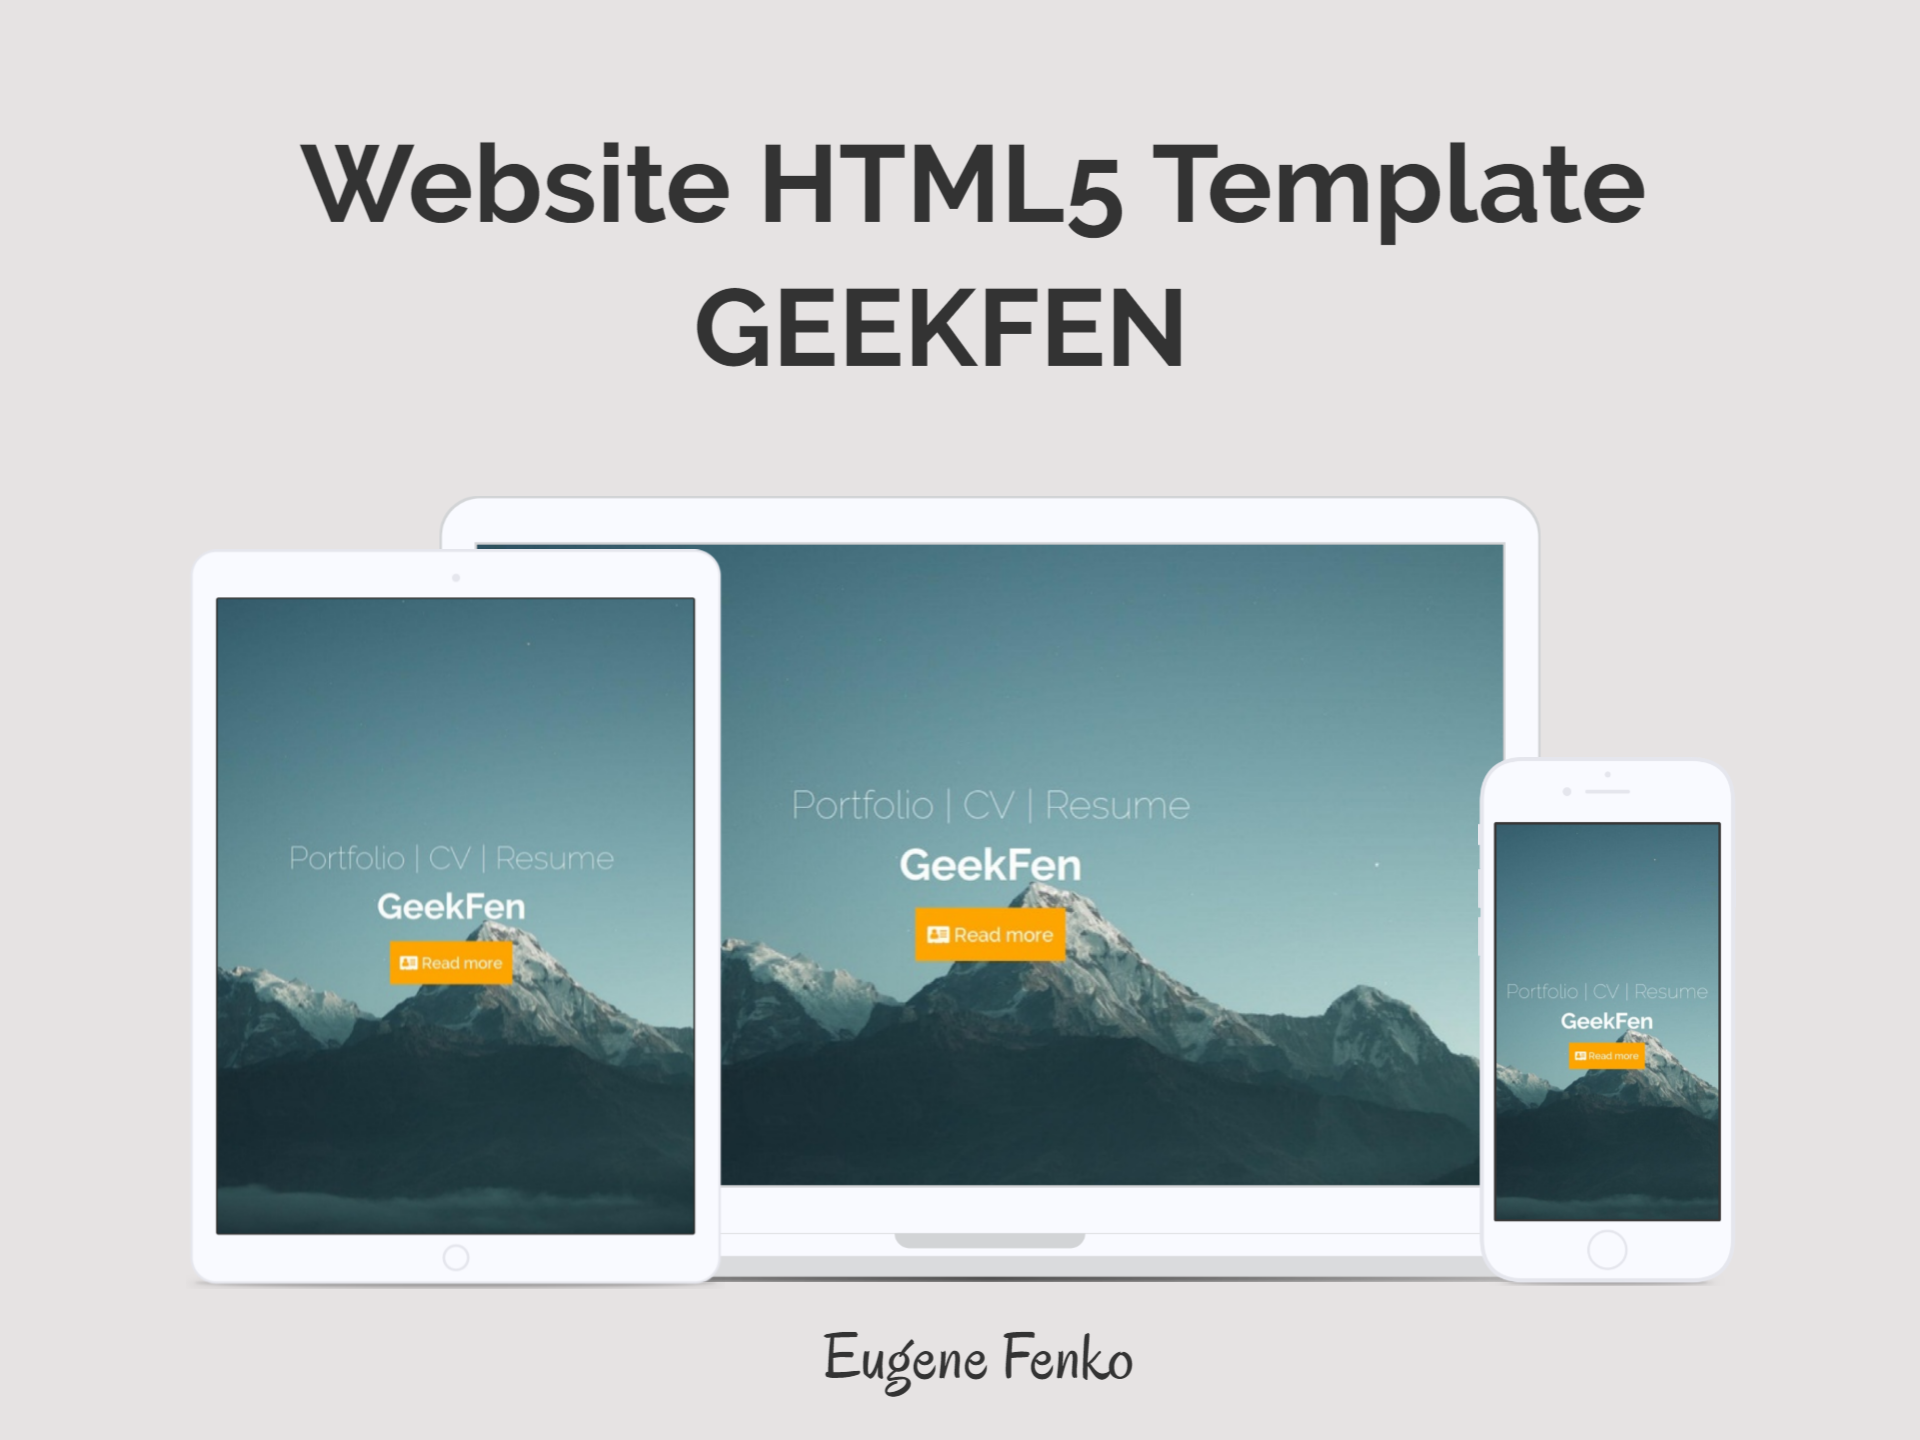 Website HTML5 Template
GEEKFEN
Portfolio | CV | Resume
GeekFen
Read more
Portfolio | CV | Resume
GeekFen
Read more
Portfolio | CV | Resume
GeekFen
Read more
Eugene Fenko